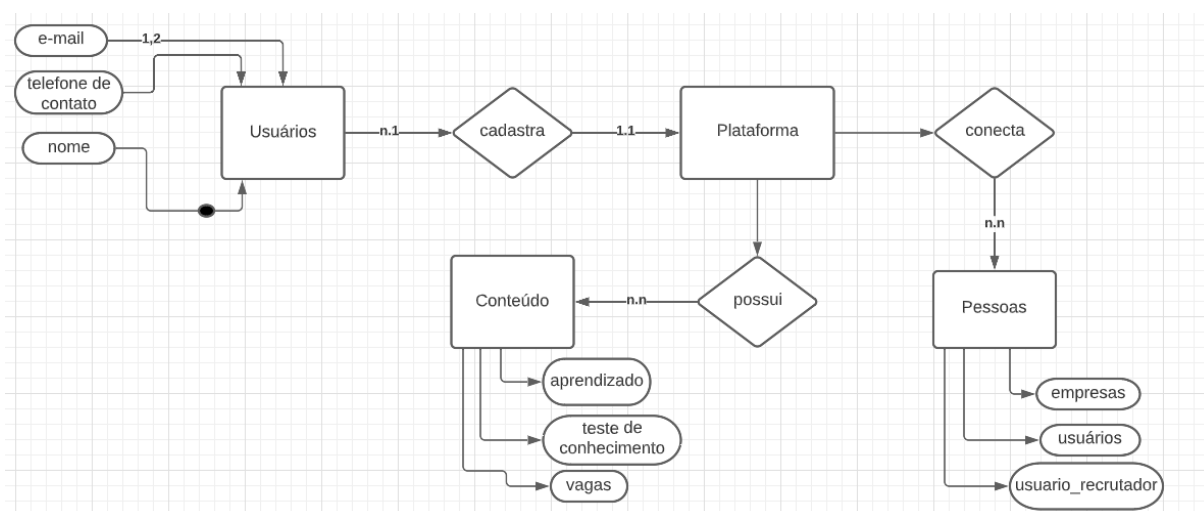 e-mail
1,2
telefone de
contato
nome
Usuários
n.1
cadastra
1.1
Plataforma
conecta
n.n
Pessoas
possui
n.n
Conteúdo
aprendizado
teste de
conhecimento
vagas
empresas
usuários
usuario_recrutador